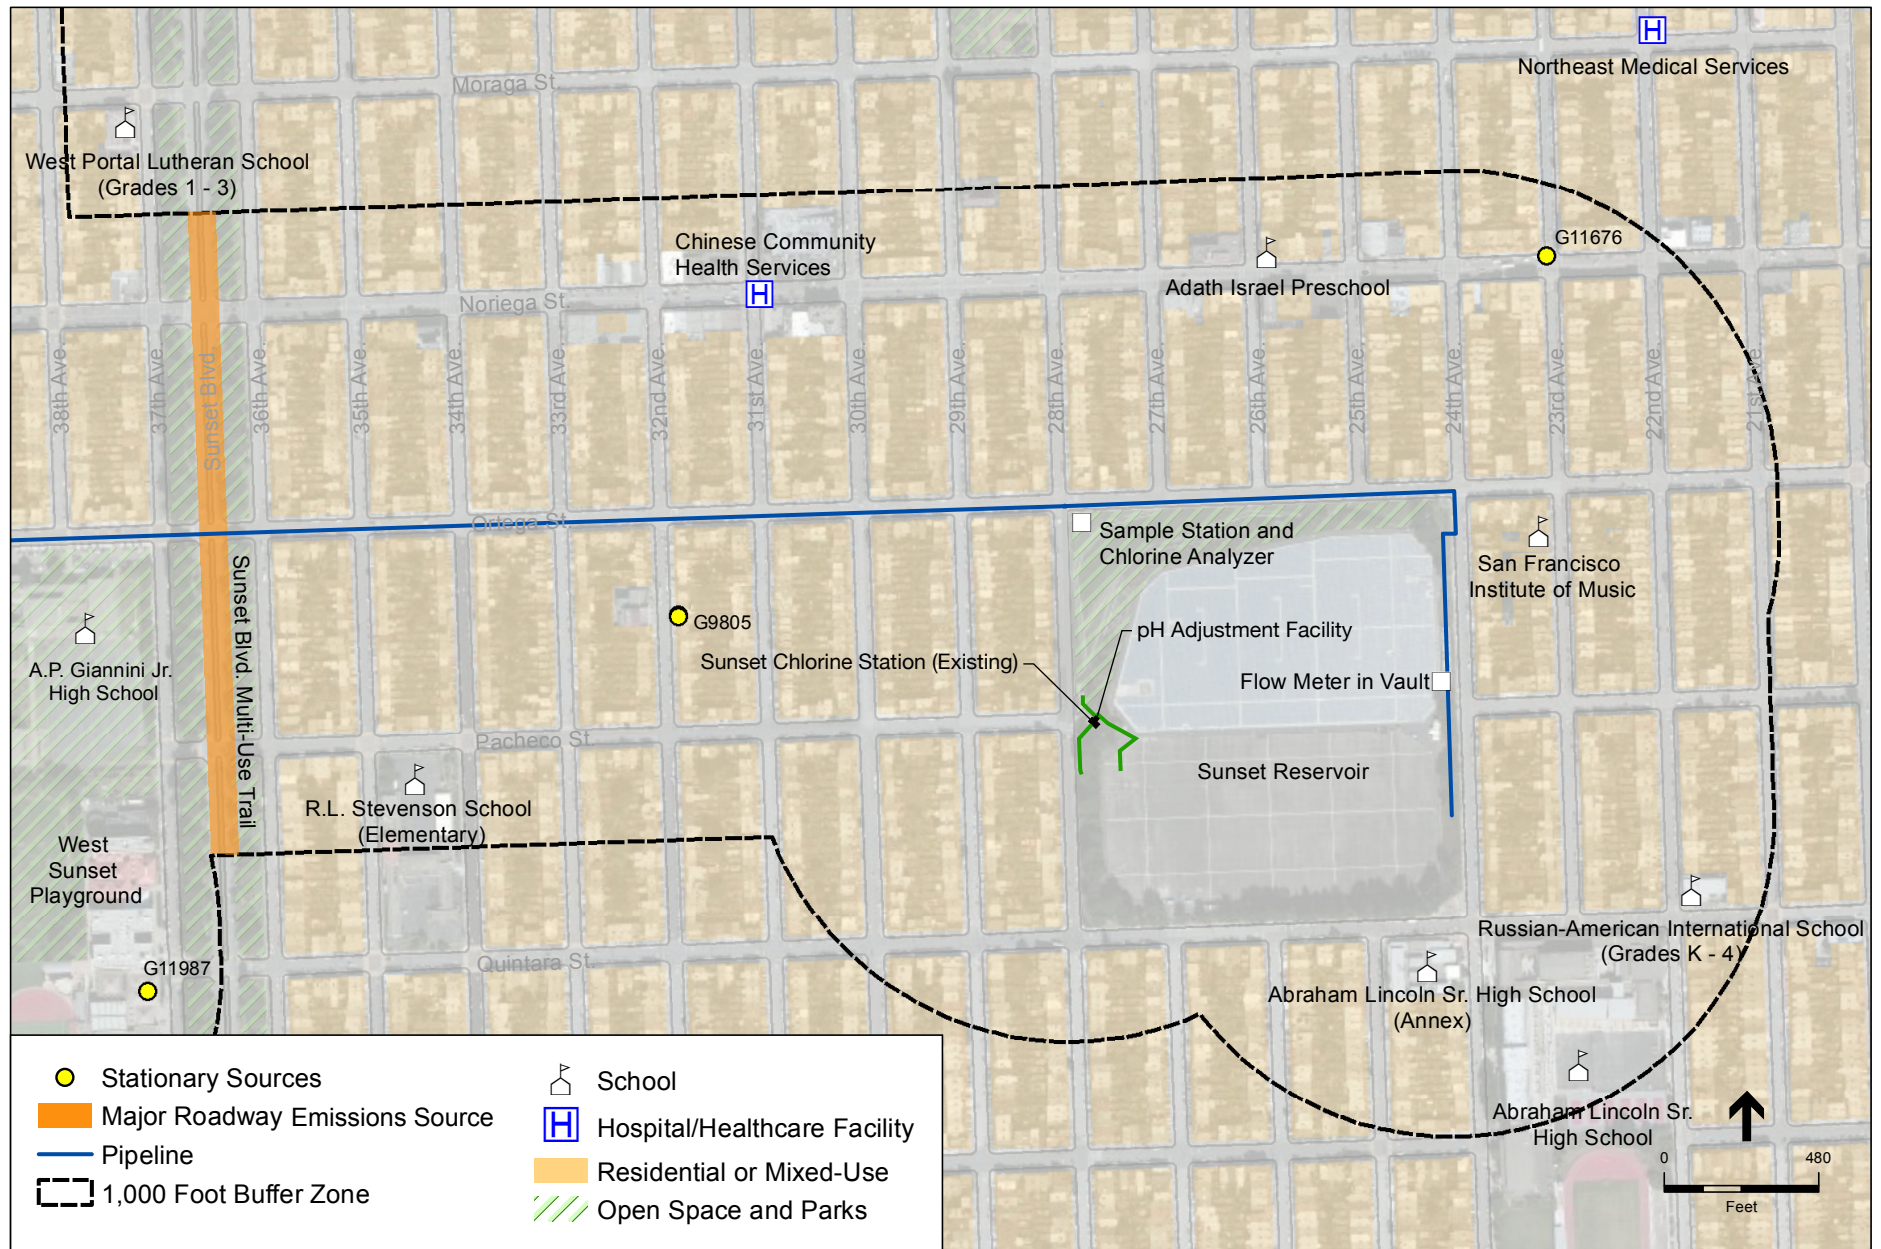 Northeast Medical Services
Moraga St.
West Portal Lutheran School
(Grades 1 - 3)
Chinese Community
Health Services
G11676
Adath Israel Preschool
Noriega St.
38th Ave.
37th Ave.
Sunset Blvd.
36th Ave.
35th Ave.
34th Ave.
33rd Ave.
32nd Ave.
31st Ave.
30th Ave.
29th Ave.
28th Ave.
27th Ave.
26th Ave.
25th Ave.
24th Ave.
23rd Ave.
22nd Ave.
21st Ave.
Ortega St.
Sample Station and
Chlorine Analyzer
San Francisco
Institute of Music
Sunset Blvd. Multi-Use Trail
G9805
pH Adjustment Facility
Sunset Chlorine Station (Existing)
A.P. Giannini Jr.
High School
Flow Meter in Vault
Pacheco St.
Sunset Reservoir
R.L. Stevenson School
(Elementary)
West
Sunset
Playground
Russian-American International School
(Grades K - 4)
G11987
Quintara St.
Abraham Lincoln Sr. High School
(Annex)
Abraham Lincoln Sr.
High School
0 480
Feet
Stationary Sources
Major Roadway Emissions Source
Pipeline
1,000 Foot Buffer Zone
School
H Hospital/Healthcare Facility
Residential or Mixed-Use
Open Space and Parks